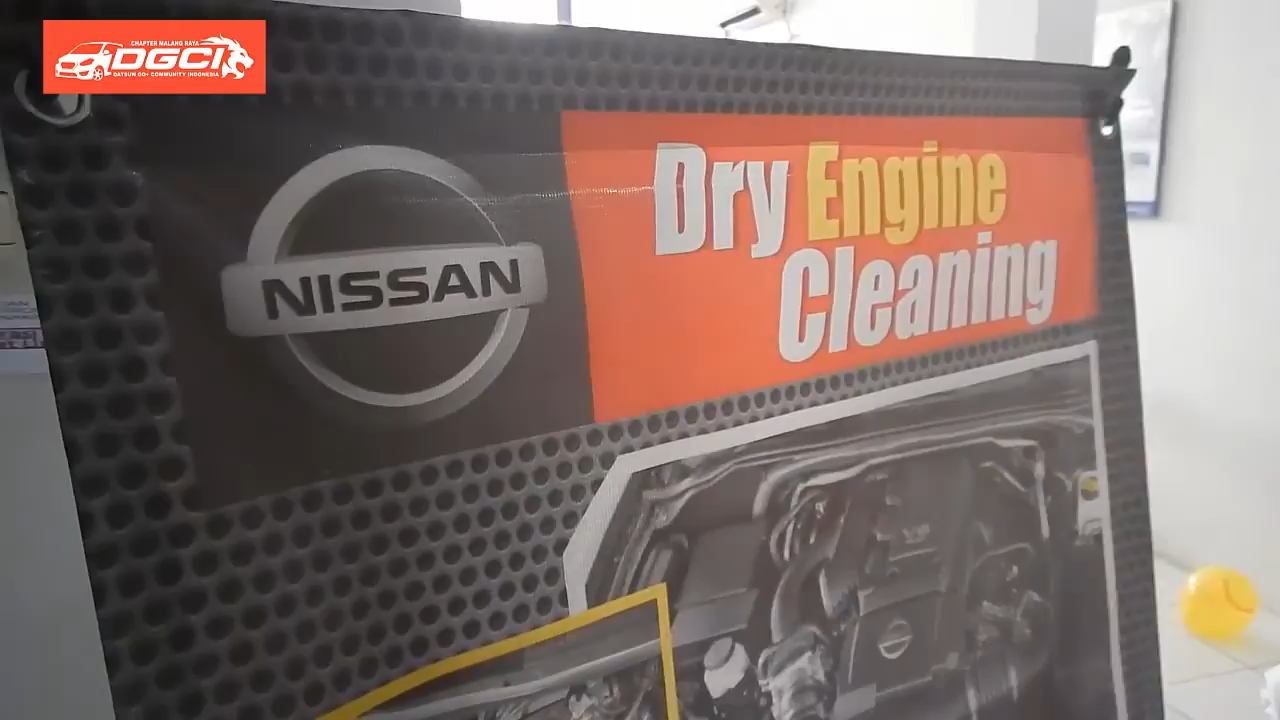 CHAPTER MALANG RAYA
DGCI
DATSUN GO+ COMMUNITY INDONESIA
NISSAN
Dry Engine
Cleaning